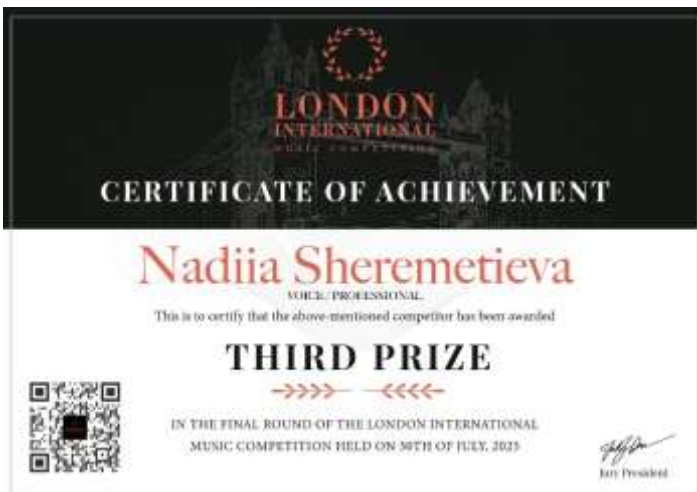 LONDON
INTERNATIONAL
MUSIC COMPETITION
CERTIFICATE OF ACHIEVEMENT
Nadiia Sheremetieva
VOICE/PROFESSIONAL
This is to certify that the above-mentioned competitor has been awarded
THIRD PRIZE
IN THE FINAL ROUND OF THE LONDON INTERNATIONAL
MUSIC COMPETITION HELD ON 30TH OF JULY, 2025
Jury President